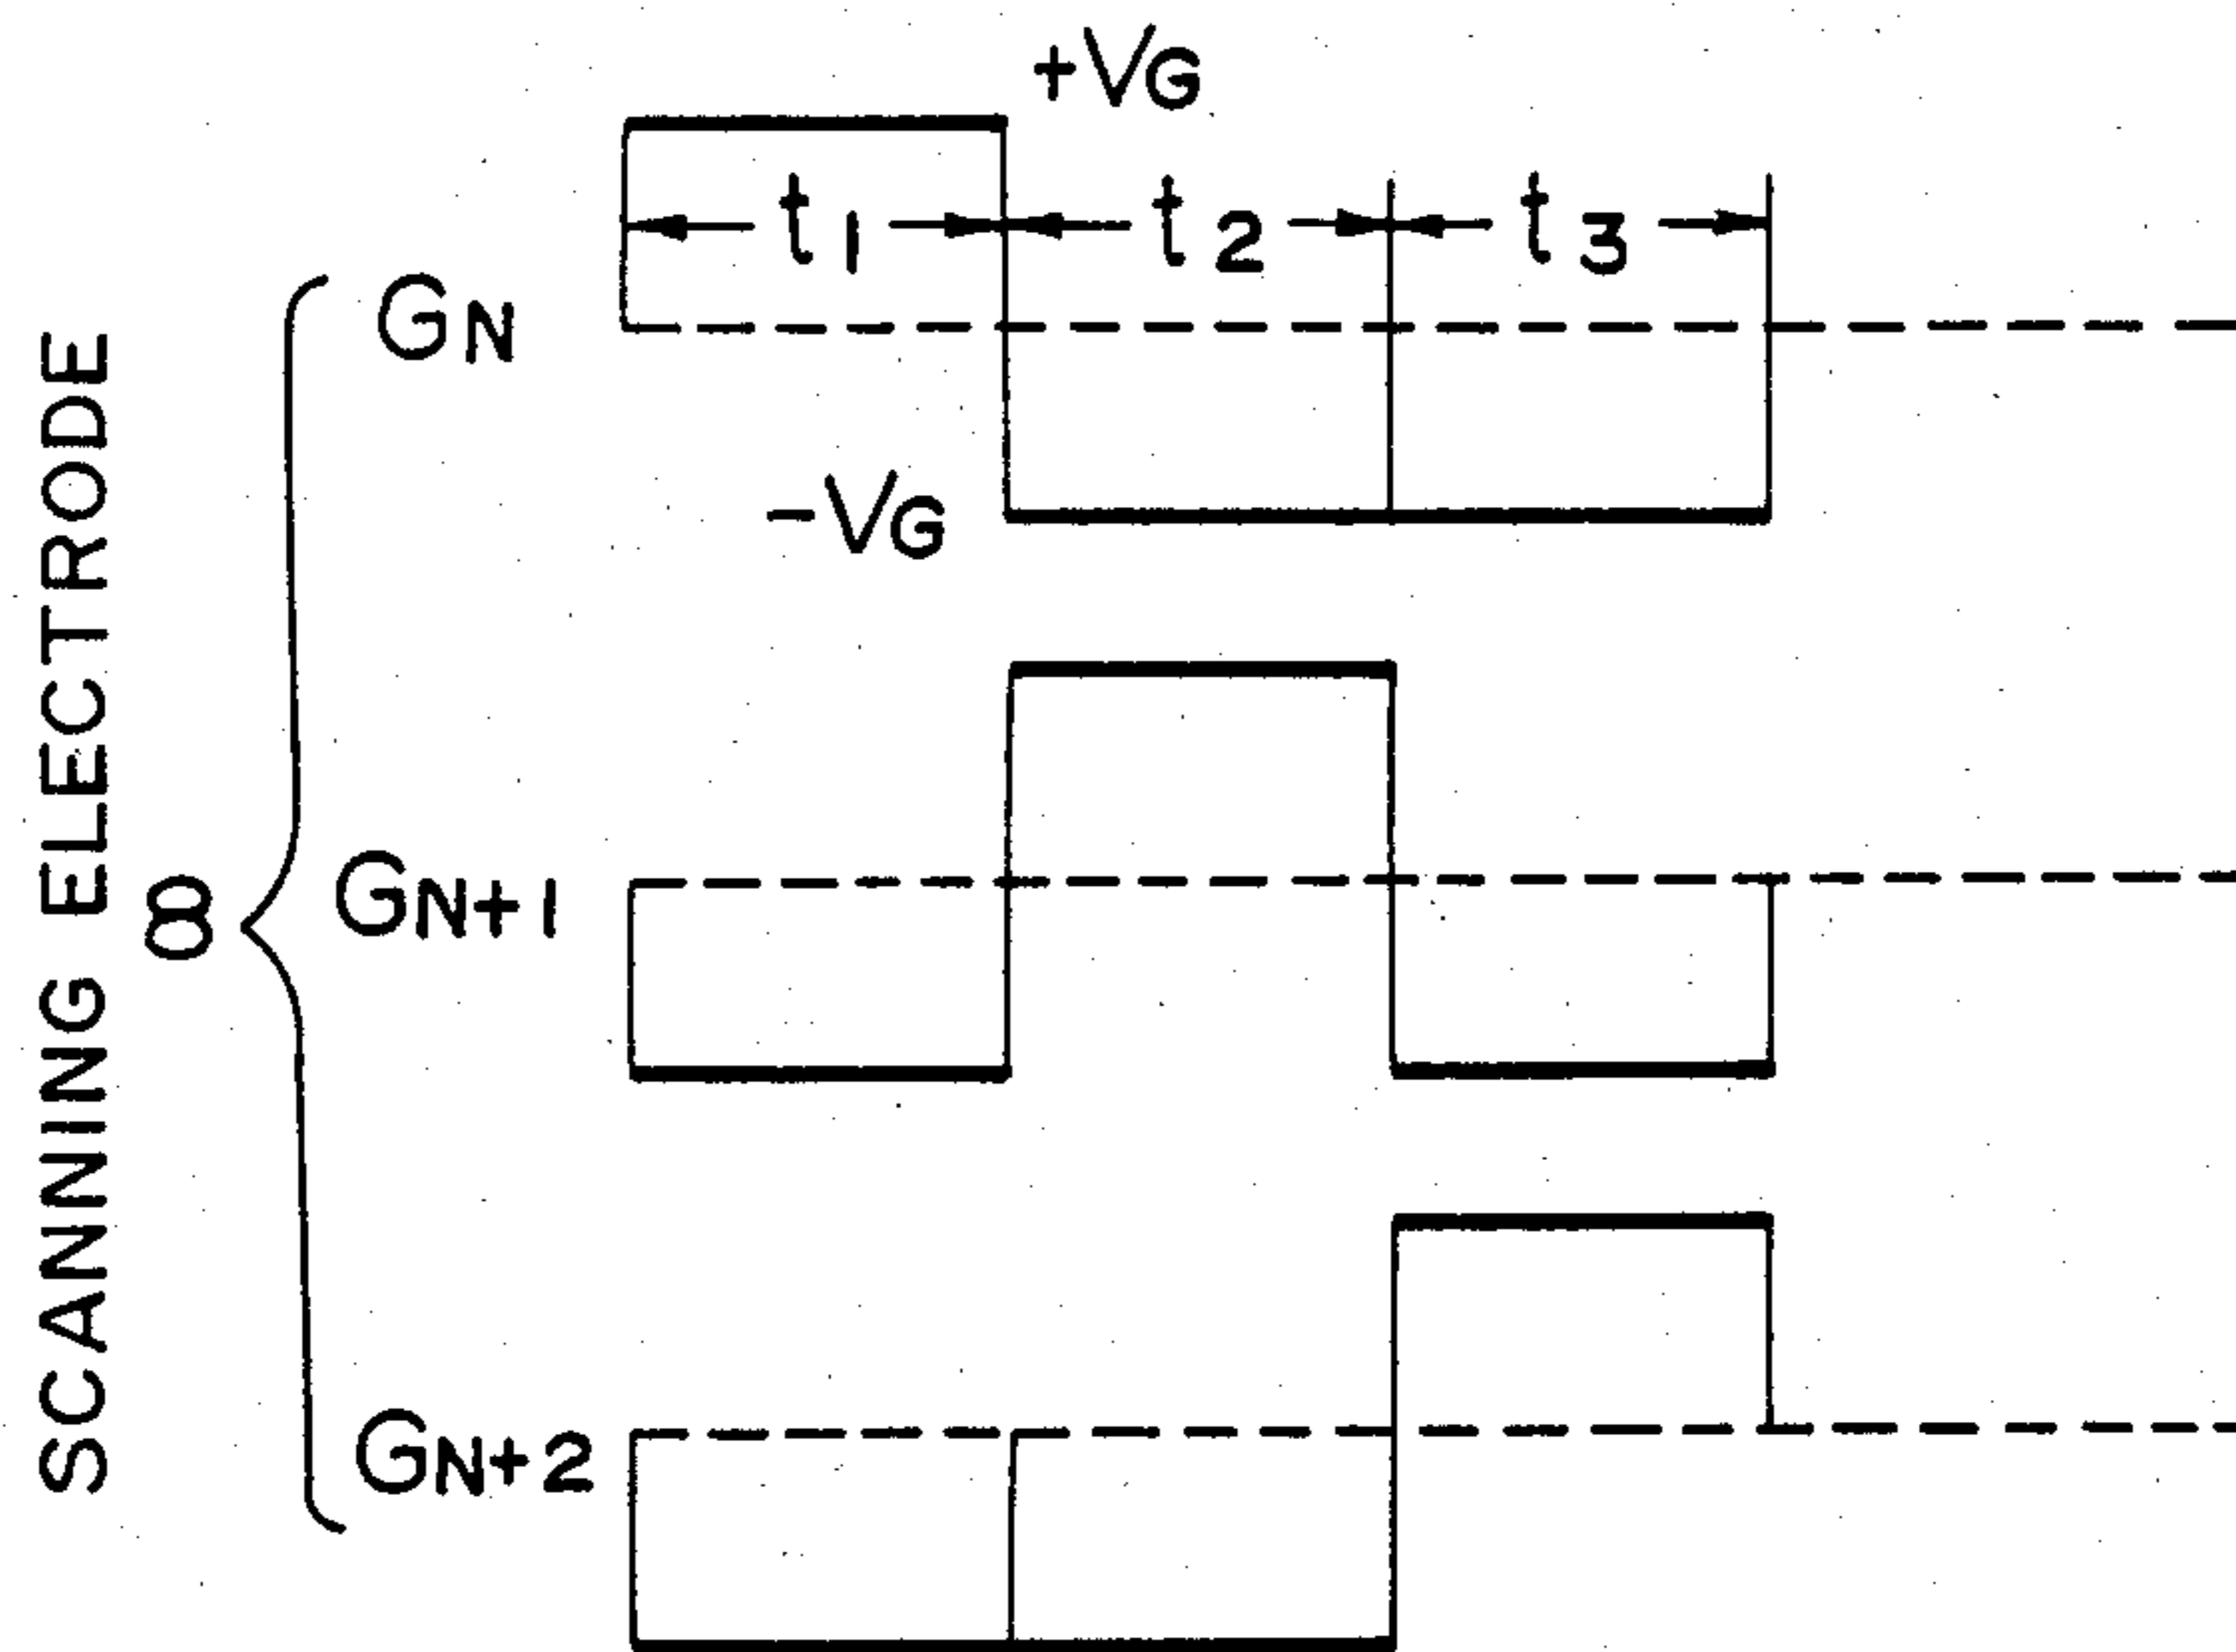 SCANNING ELECTRODE
8
+VG
t1
t2
t3
GN
-VG
GN+1
GN+2